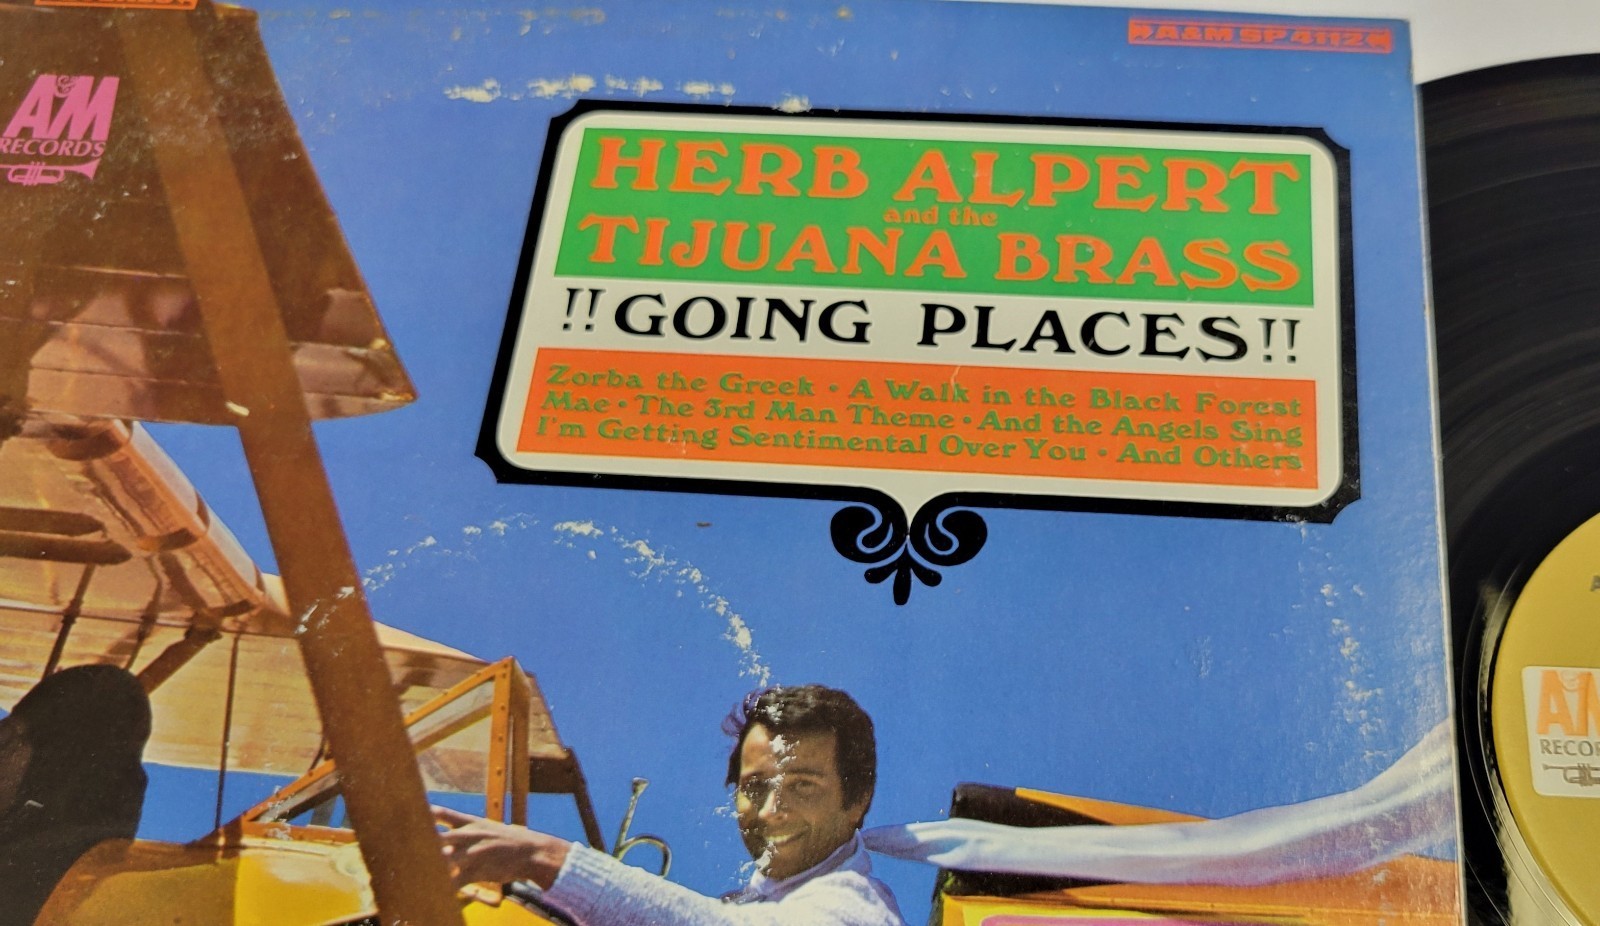 A&M SP 4112
A&M
RECORDS
HERB ALPERT
and the
TIJUANA BRASS
!!GOING PLACES!!
Zorba the Greek • A Walk in the Black Forest
Mae • The 3rd Man Theme • And the Angels Sing
I'm Getting Sentimental Over You • And Others